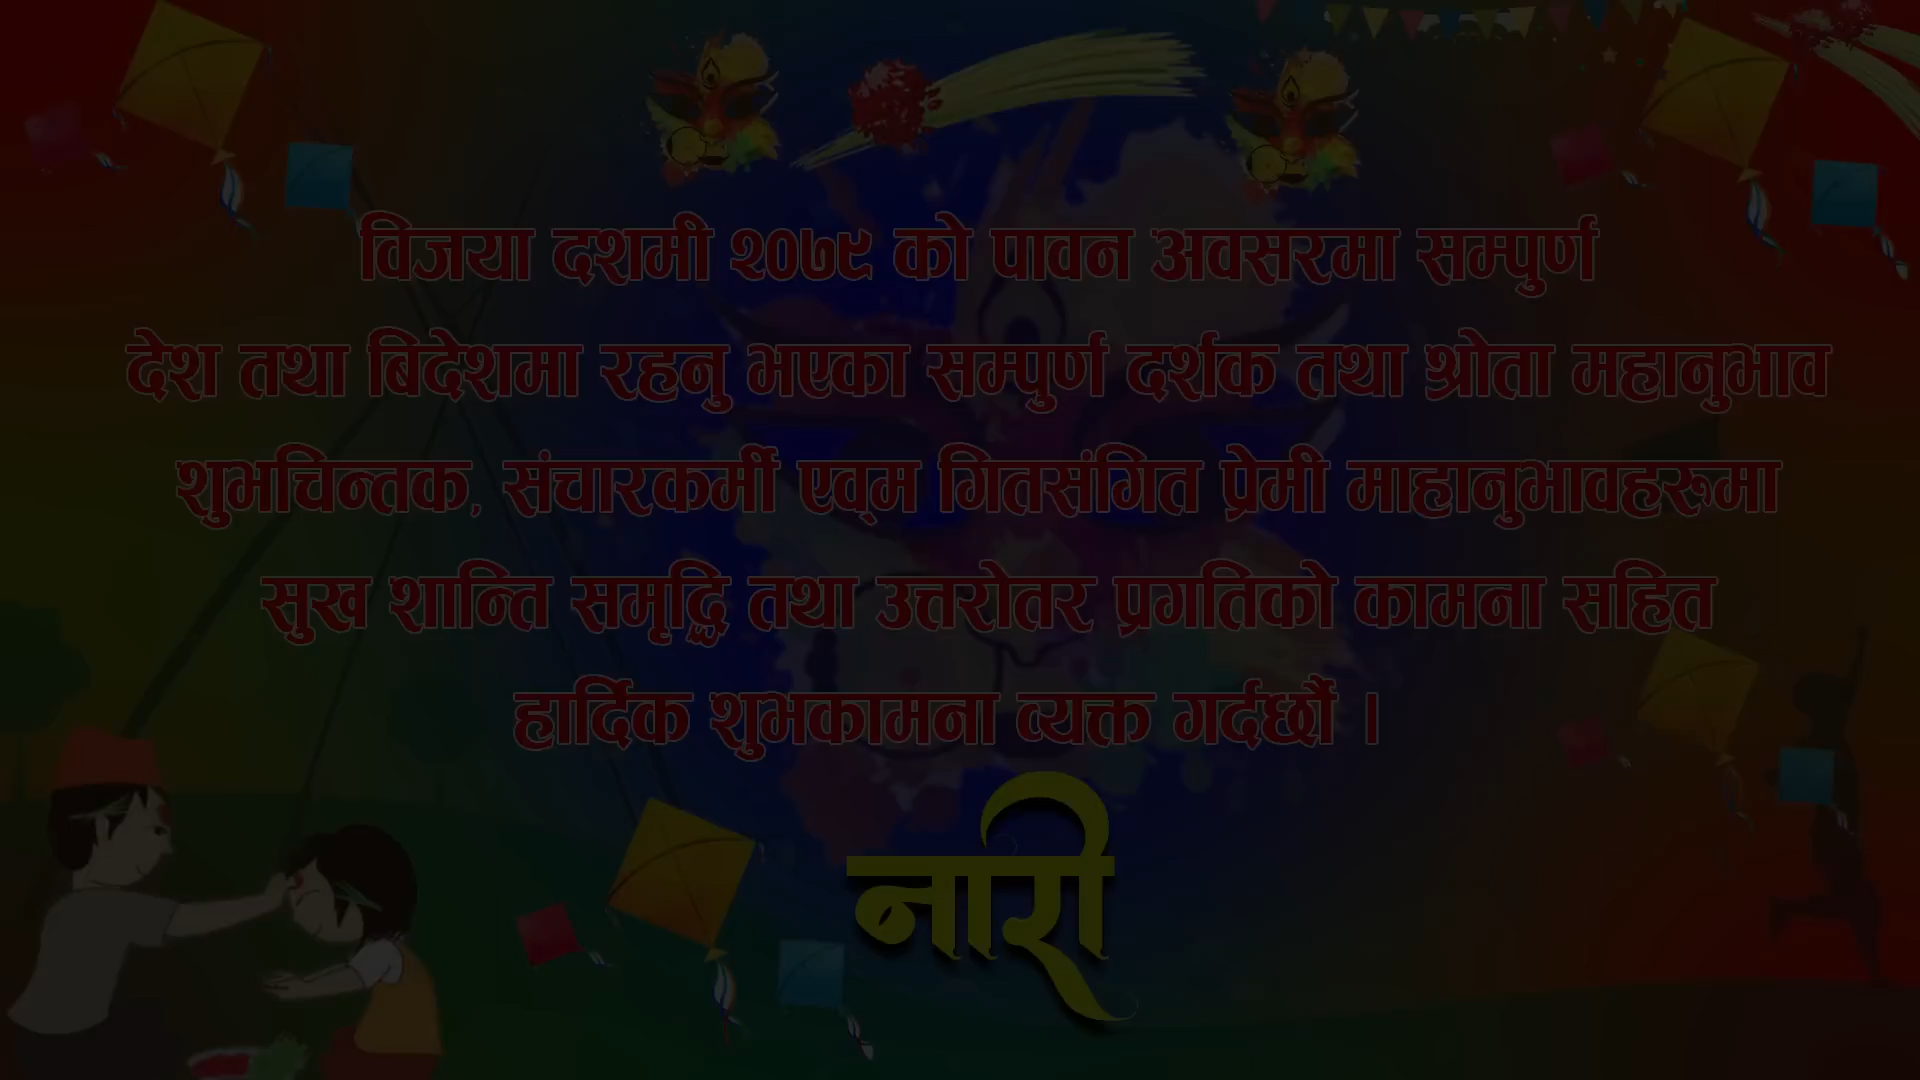 विजया दशमी २०७९ को पावन अवसरमा सम्पुर्ण
देश तथा बिदेशमा रहनु भएका सम्पुर्ण दर्शक तथा श्रोता महानुभाव
शुभचिन्तक, संचारकर्मी एव्म गितसंगित प्रेमी माहानुभावहरूमा
सुख शान्ति समृद्धि तथा उत्तरोतर प्रगतिको कामना सहित
हार्दिक शुभकामना व्यक्त गर्दछौं ।
नारी